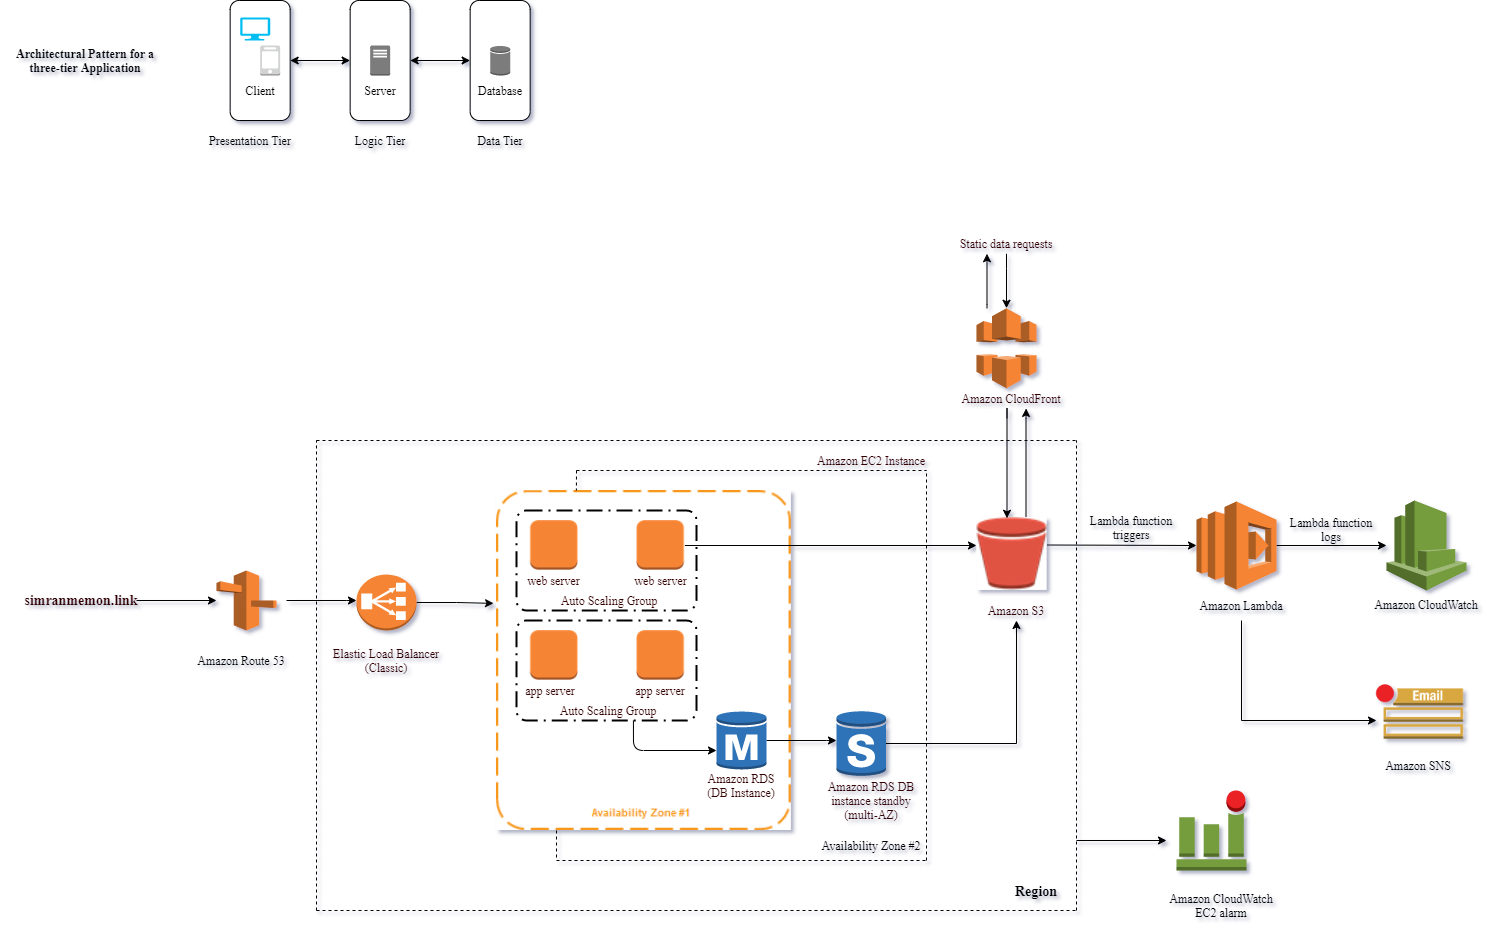 Architectural Pattern for a
three-tier Application
Client
Server
Database
Presentation Tier
Logic Tier
Data Tier
Static data requests
Amazon CloudFront
Amazon EC2 Instance
web server
web server
Auto Scaling Group
app server
app server
Auto Scaling Group
simranmemon.link
Amazon Route 53
Elastic Load Balancer
(Classic)
M
Amazon RDS
(DB Instance)
S
Amazon RDS DB
instance standby
(multi-AZ)
Availability Zone #1
Availability Zone #2
Region
Amazon S3
Lambda function
triggers
Amazon Lambda
Lambda function
logs
Amazon CloudWatch
Email
Amazon SNS
Amazon CloudWatch
EC2 alarm